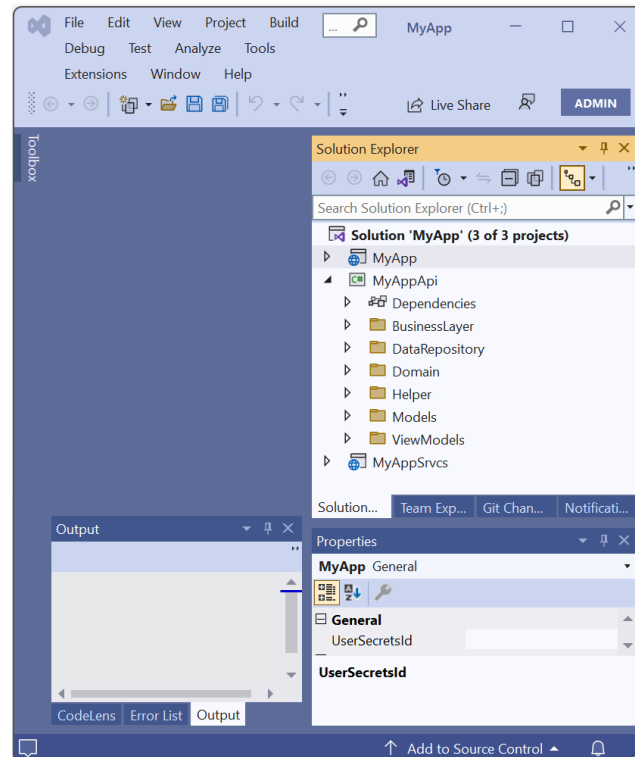 File Edit View Project Build ... MyApp
Debug Test Analyze Tools
Extensions Window Help
Live Share ADMIN
Toolbox
Solution Explorer
Search Solution Explorer (Ctrl+;)
Solution 'MyApp' (3 of 3 projects)
MyApp
C# MyAppApi
Dependencies
BusinessLayer
DataRepository
Domain
Helper
Models
ViewModels
MyAppSrvcs
Solution... Team Exp... Git Chan... Notificati...
Output
CodeLens Error List Output
Properties
MyApp General
General
UserSecretsId
UserSecretsId
Add to Source Control